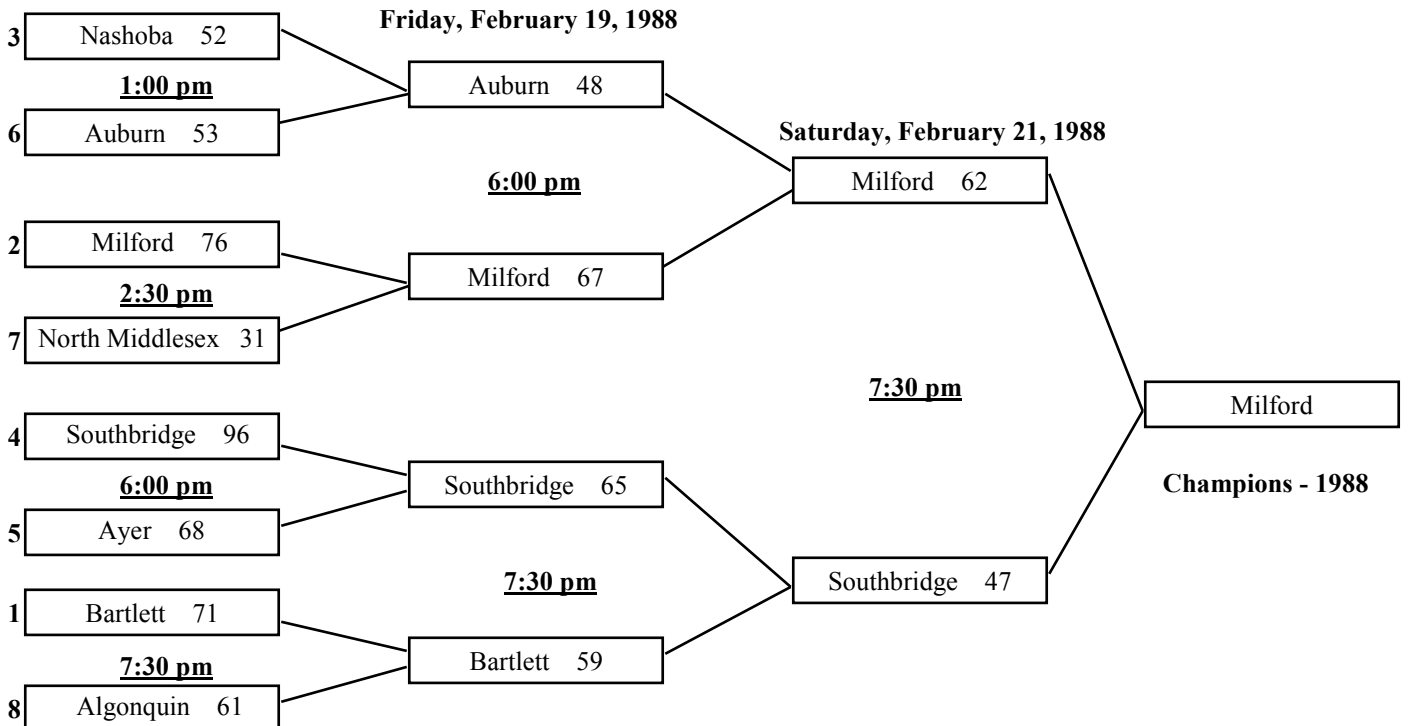 Friday, February 19, 1988
3 Nashoba 52
1:00 pm
6 Auburn 53
Auburn 48
6:00 pm
2 Milford 76
2:30 pm
7 North Middlesex 31
Milford 67
Saturday, February 21, 1988
Milford 62
7:30 pm
4 Southbridge 96
6:00 pm
5 Ayer 68
Southbridge 65
7:30 pm
1 Bartlett 71
7:30 pm
8 Algonquin 61
Bartlett 59
Southbridge 47
Milford
Champions - 1988